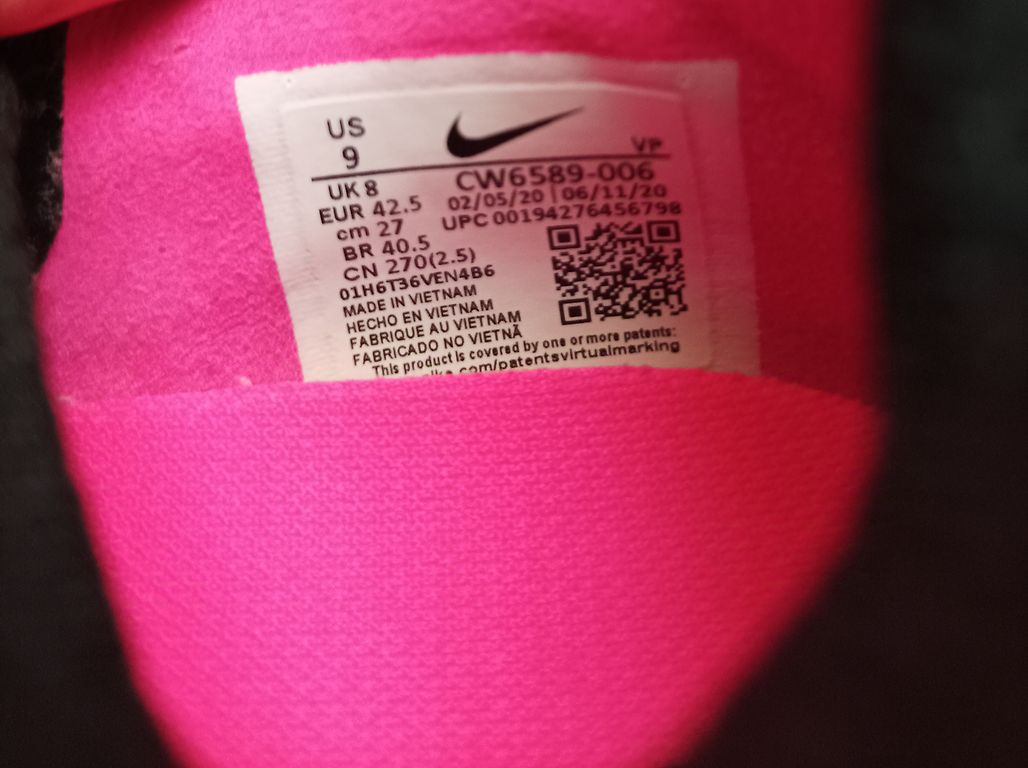 US
9
VP
UK 8
EUR 42.5
cm 27
BR 40.5
CN 270(2.5)
CW6589-006
02/05/20 | 06/11/20
UPC 00194276456798
01H6T36VEN4B6
MADE IN VIETNAM
HECHO EN VIETNAM
FABRIQUE AU VIETNAM
FABRICADO NO VIETNÃ
This product is covered by one or more patents:
/patentsvirtualmarking